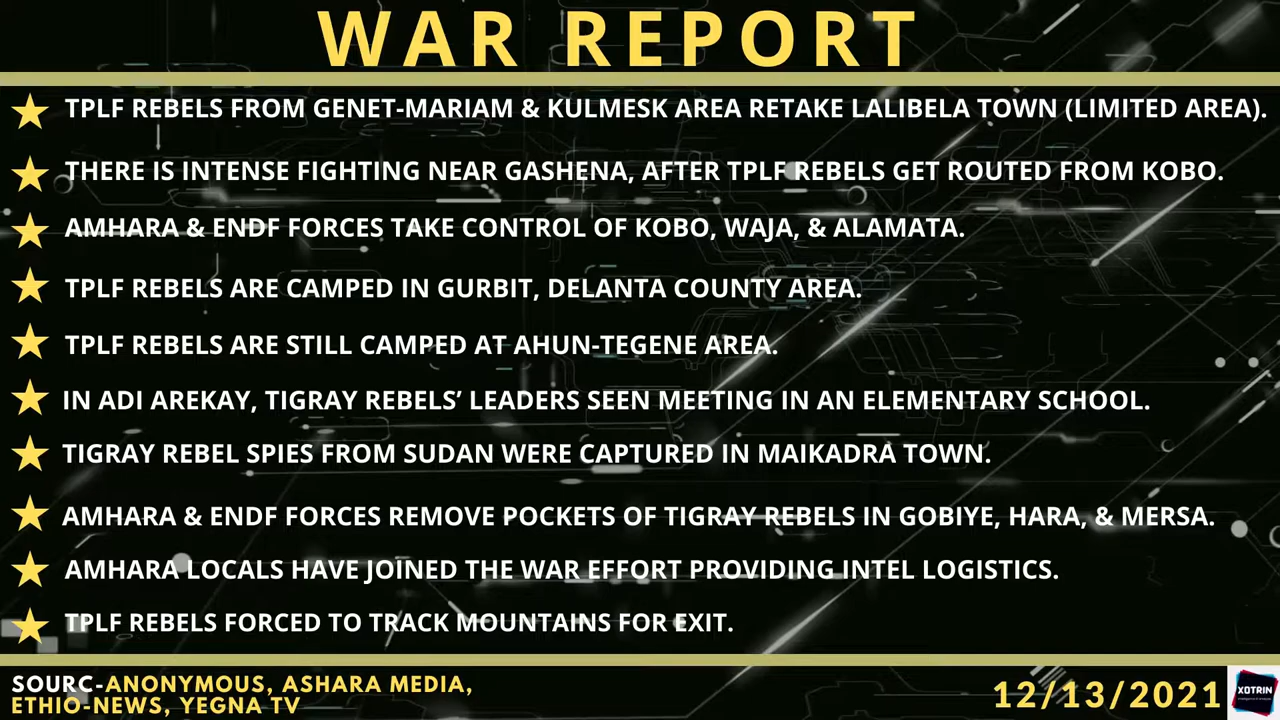 WAR REPORT
TPLF REBELS FROM GENET-MARIAM & KULMESK AREA RETAKE LALIBELA TOWN (LIMITED AREA).
THERE IS INTENSE FIGHTING NEAR GASHENA, AFTER TPLF REBELS GET ROUTED FROM KOBO.
AMHARA & ENDF FORCES TAKE CONTROL OF KOBO, WAJA, & ALAMATA.
TPLF REBELS ARE CAMPED IN GURBIT, DELANTA COUNTY AREA.
TPLF REBELS ARE STILL CAMPED AT AHUN-TEGENE AREA.
IN ADI AREKAY, TIGRAY REBELS' LEADERS SEEN MEETING IN AN ELEMENTARY SCHOOL.
TIGRAY REBEL SPIES FROM SUDAN WERE CAPTURED IN MAIKADRA TOWN.
AMHARA & ENDF FORCES REMOVE POCKETS OF TIGRAY REBELS IN GOBIYE, HARA, & MERSA.
AMHARA LOCALS HAVE JOINED THE WAR EFFORT PROVIDING INTEL LOGISTICS.
TPLF REBELS FORCED TO TRACK MOUNTAINS FOR EXIT.
SOURC-ANONYMOUS, ASHARA MEDIA,
ETHIO-NEWS, YEGNA TV
12/13/2021
XOTRIN